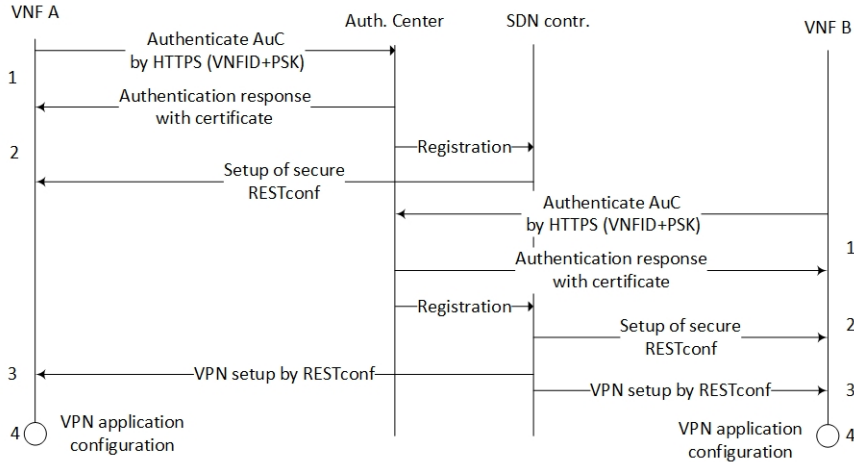 VNF A
Auth. Center
SDN contr.
VNF B
Authenticate AuC
by HTTPS (VNFID+PSK)
1
Authentication response
with certificate
2
Registration
Setup of secure
RESTconf
Authenticate AuC
by HTTPS (VNFID+PSK)
1
Authentication response
with certificate
Registration
2
Setup of secure
RESTconf
3
VPN setup by RESTconf
VPN setup by RESTconf
3
4
VPN application
configuration
VPN application
configuration
4